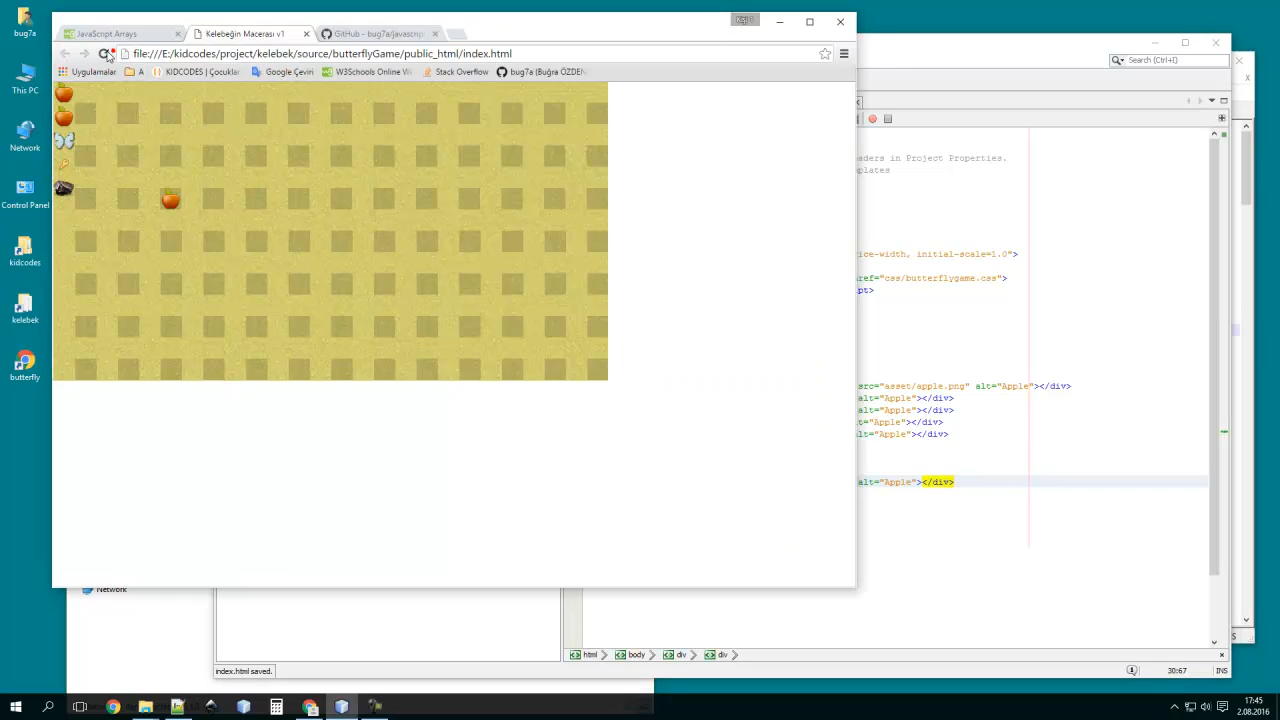 bug7a
This PC
Network
Control Panel
kidcodes
kelebek
butterfly
JavaScript Arrays
Kelebeğin Macerası v1
GitHub - bug7a/javascrip
file:///E:/kidcodes/project/kelebek/source/butterflyGame/public_html/index.html
Uygulamalar
A
KIDCODES | Çocuklar
Google Çeviri
W3Schools Online W
Stack Overflow
bug7a (Buğra ÖZDEN
Search (Ctrl+I)
aders in Project Properties.
plates
ice-width, initial-scale=1.0">
ref="css/butterflygame.css">
pt>
src="asset/apple.png" alt="Apple"></div>
alt="Apple"></div>
alt="Apple"></div>
alt="Apple"></div>
alt="Apple"></div>
alt="Apple"></div>
Network
html
body
div
div
index.html saved.
30:67
INS
17:45
2.08.2016